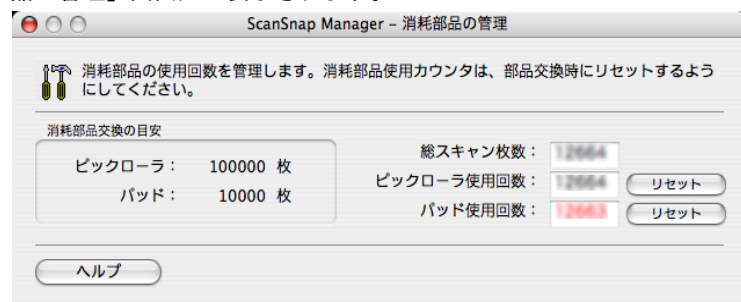 ScanSnap Manager – 消耗部品の管理
消耗部品の使用回数を管理します。消耗部品使用カウンタは、部品交換時にリセットするよう
にしてください。
消耗部品交換の目安
ピックローラ： 100000 枚
パッド： 10000 枚
総スキャン枚数： 12664
ピックローラ使用回数： 12664 リセット
パッド使用回数： 12663 リセット
ヘルプ